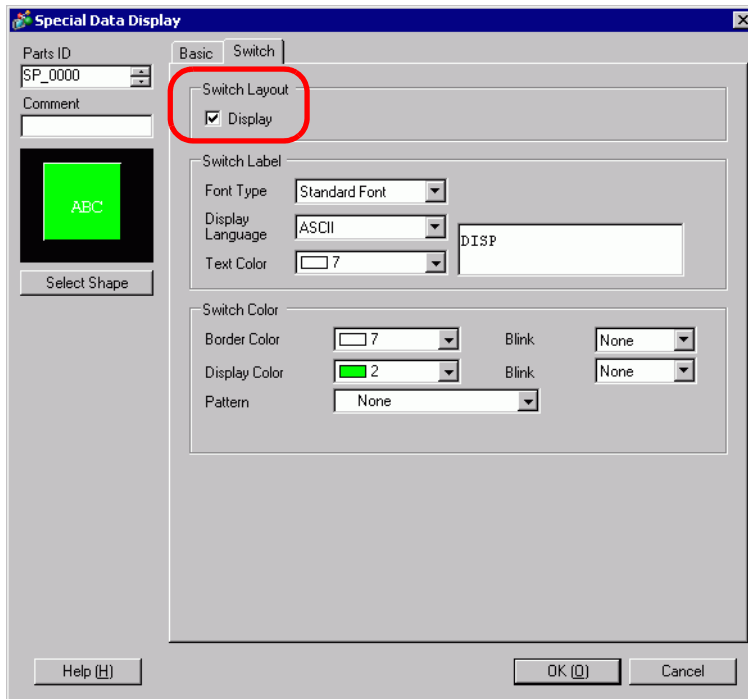 Special Data Display
Parts ID
SP_0000
Comment
ABC
Select Shape
Basic Switch
Switch Layout
Display
Switch Label
Font Type Standard Font
Display Language ASCII
DISP
Text Color 7
Switch Color
Border Color 7 Blink None
Display Color 2 Blink None
Pattern None
Help (H) OK (O) Cancel